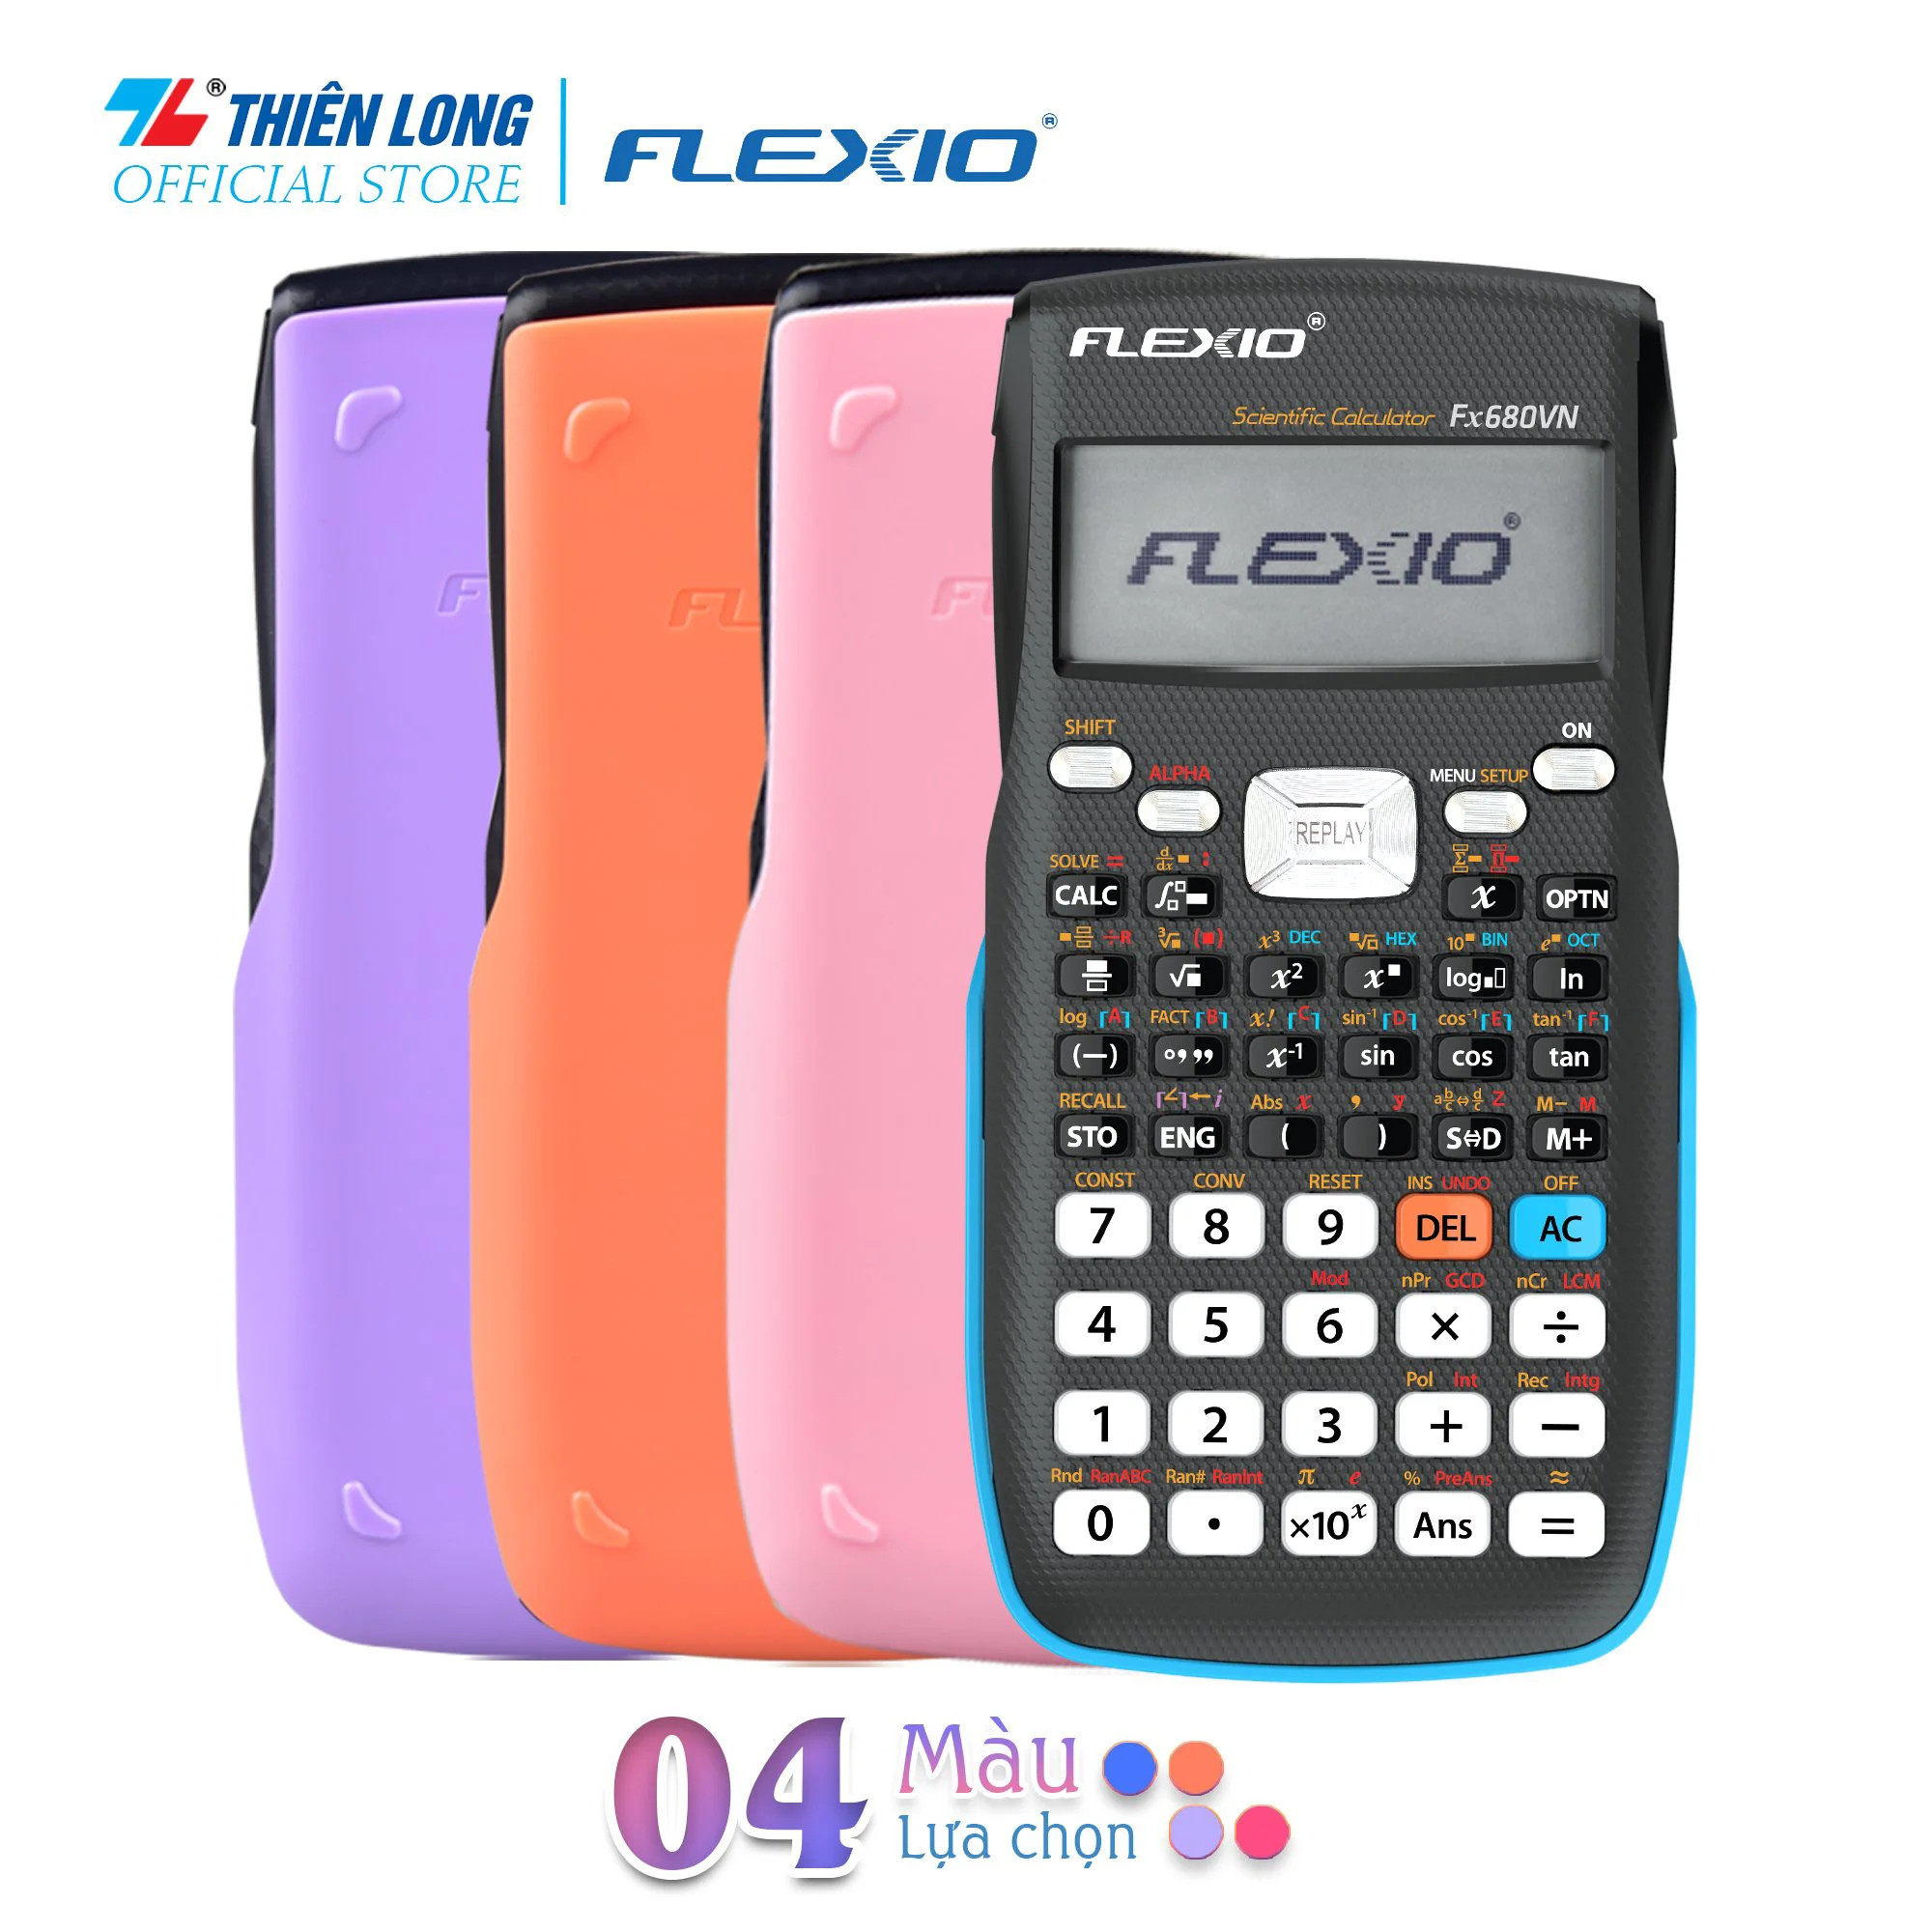 THIÊN LONG
OFFICIAL STORE
FLEXIO
FLEXIO
Scientific Calculator Fx680VN
FLEXIO
SHIFT ON
ALPHA MENU SETUP
REPLAY
SOLVE = d/dx ■ : Σ Π
CALC ∫ x OPTN
÷R ³√■ (■) x³ DEC ■√□ HEX 10■ BIN e■ OCT
√■ x² x■ log■□ ln
log A FACT B x! C sin⁻¹ D cos⁻¹ E tan⁻¹ F
(—) °’’’ x⁻¹ sin cos tan
RECALL ∠ ← i Abs x , y a b/c⇔d/c Z M− M
STO ENG ( ) S⇔D M+
CONST CONV RESET INS UNDO OFF
7 8 9 DEL AC
Mod nPr GCD nCr LCM
4 5 6 × ÷
Pol Int Rec Intg
1 2 3 + −
Rnd RanABC Ran# RanInt π e % PreAns ≈
0 • ×10ˣ Ans =
04 Màu
Lựa chọn